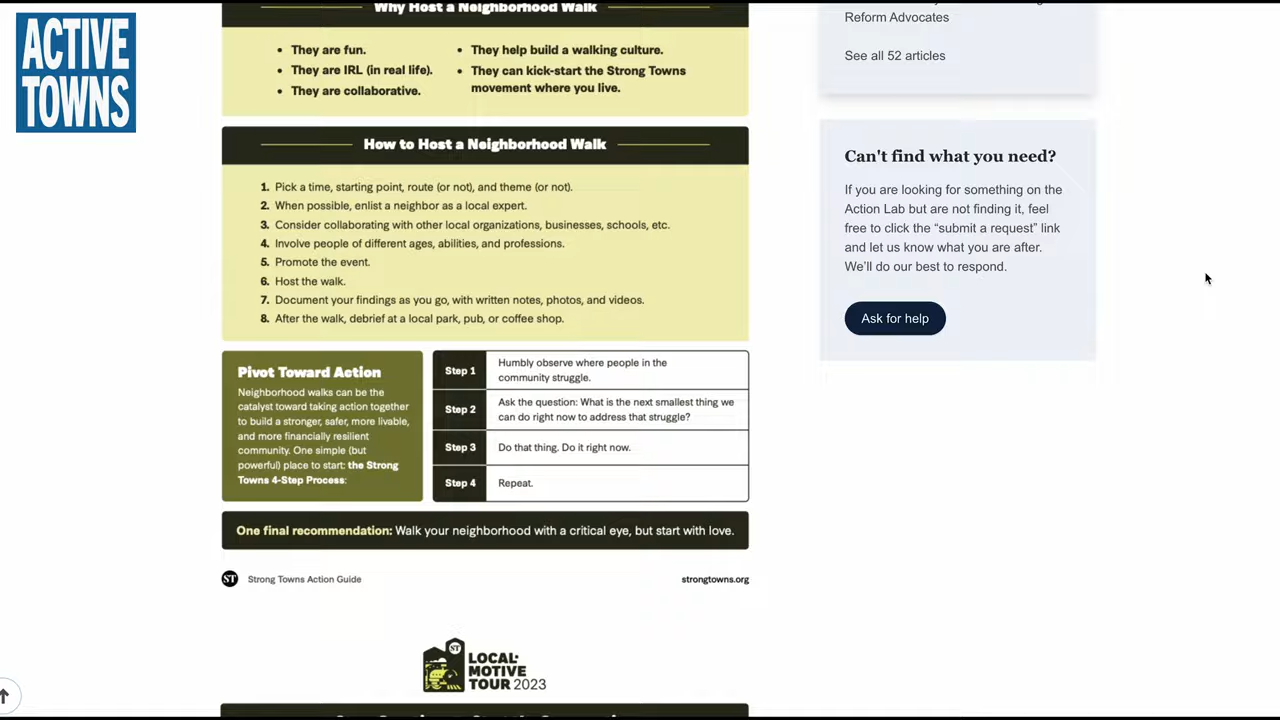 ACTIVE
TOWNS
Why Host a Neighborhood Walk
• They are fun.
• They are IRL (in real life).
• They are collaborative.
• They help build a walking culture.
• They can kick-start the Strong Towns
movement where you live.
How to Host a Neighborhood Walk
1. Pick a time, starting point, route (or not), and theme (or not).
2. When possible, enlist a neighbor as a local expert.
3. Consider collaborating with other local organizations, businesses, schools, etc.
4. Involve people of different ages, abilities, and professions.
5. Promote the event.
6. Host the walk.
7. Document your findings as you go, with written notes, photos, and videos.
8. After the walk, debrief at a local park, pub, or coffee shop.
Pivot Toward Action
Neighborhood walks can be the
catalyst toward taking action together
to build a stronger, safer, more livable,
and more financially resilient
community. One simple (but
powerful) place to start: the Strong
Towns 4-Step Process:
Step 1
Humbly observe where people in the
community struggle.
Step 2
Ask the question: What is the next smallest thing we
can do right now to address that struggle?
Step 3
Do that thing. Do it right now.
Step 4
Repeat.
One final recommendation: Walk your neighborhood with a critical eye, but start with love.
ST Strong Towns Action Guide
strongtowns.org
ST
LOCAL-
MOTIVE
TOUR 2023
Reform Advocates
See all 52 articles
Can't find what you need?
If you are looking for something on the
Action Lab but are not finding it, feel
free to click the “submit a request” link
and let us know what you are after.
We’ll do our best to respond.
Ask for help